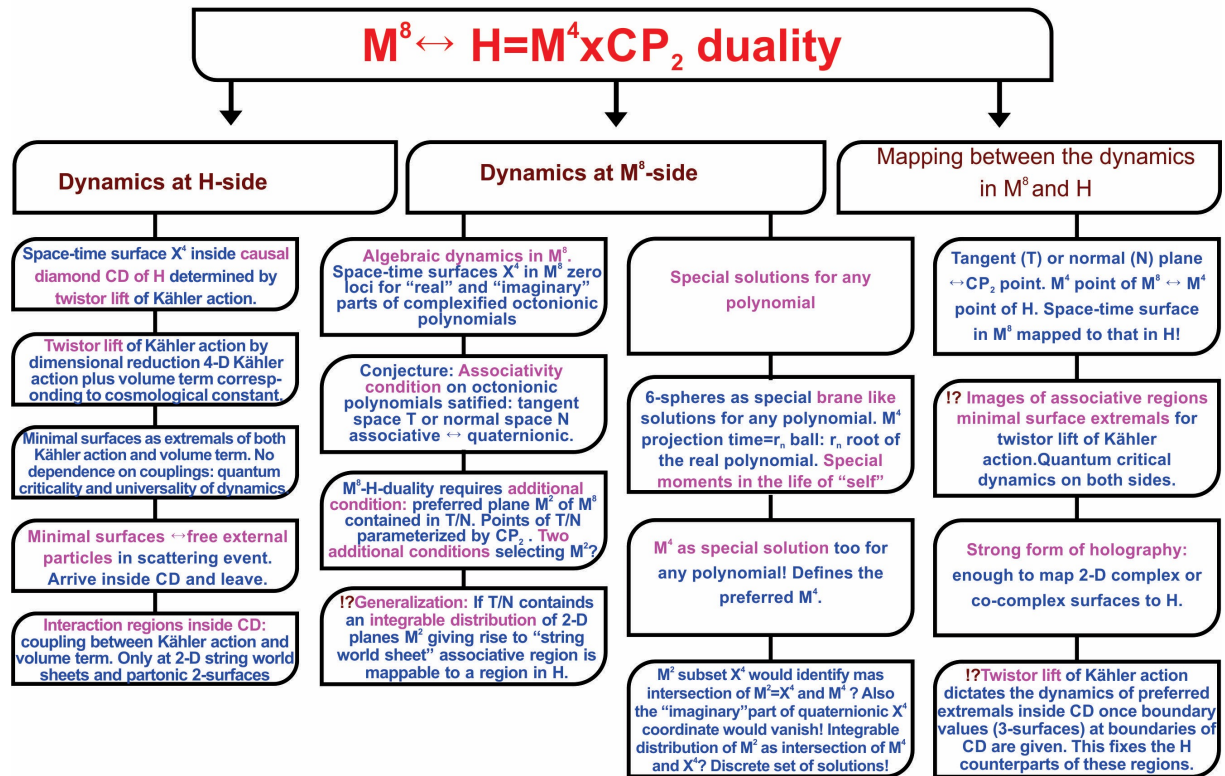 M⁸ ↔ H=M⁴xCP₂ duality
Dynamics at H-side
Space-time surface X⁴ inside causal
diamond CD of H determined by
twistor lift of Kähler action.
Twistor lift of Kähler action by
dimensional reduction 4-D Kähler
action plus volume term corresp-
onding to cosmological constant.
Minimal surfaces as extremals of both
Kähler action and volume term. No
dependence on couplings: quantum
criticality and universality of dynamics
Minimal surfaces ↔free external
particles in scattering event.
Arrive inside CD and leave.
Interaction regions inside CD:
coupling between Kähler action and
volume term. Only at 2-D string world
sheets and partonic 2-surfaces
Dynamics at M⁸-side
Algebraic dynamics in M⁸.
Space-time surfaces X⁴ in M⁸ zero
loci for “real” and “imaginary”
parts of complexified octonionic
polynomials
Conjecture: Associativity
condition on octonionic
polynomials satified: tangent
space T or normal space N
associative ↔ quaternionic.
M⁸-H-duality requires additional
condition: preferred plane M² of M⁸
contained in T/N. Points of T/N
parameterized by CP₂ . Two
additional conditions selecting M²?
!?Generalization: If T/N containds
an integrable distribution of 2-D
planes M² giving rise to “string
world sheet” associative region is
mappable to a region in H.
Special solutions for any
polynomial
6-spheres as special brane like
solutions for any polynomial. M⁴
projection time=rₙ ball: rₙ root of
the real polynomial. Special
moments in the life of “self”
M⁴ as special solution too for
any polynomial! Defines the
preferred M⁴.
M² subset X⁴ would identify mas
intersection of M²=X⁴ and M⁴ ? Also
the “imaginary”part of quaternionic X⁴
coordinate would vanish! Integrable
distribution of M² as intersection of M⁴
and X⁴? Discrete set of solutions!
Mapping between the dynamics
in M⁸ and H
Tangent (T) or normal (N) plane
↔CP₂ point. M⁴ point of M⁸ ↔ M⁴
point of H. Space-time surface
in M⁸ mapped to that in H!
!? Images of associative regions
minimal surface extremals for
twistor lift of Kähler
action.Quantum critical
dynamics on both sides.
Strong form of holography:
enough to map 2-D complex or
co-complex surfaces to H.
!?Twistor lift of Kähler action
dictates the dynamics of preferred
extremals inside CD once boundary
values (3-surfaces) at boundaries of
CD are given. This fixes the H
counterparts of these regions.